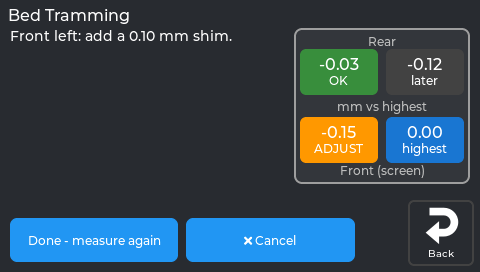 Bed Tramming
Front left: add a 0.10 mm shim.
Rear
-0.03
OK
-0.12
later
mm vs highest
-0.15
ADJUST
0.00
highest
Front (screen)
Done - measure again
Cancel
Back